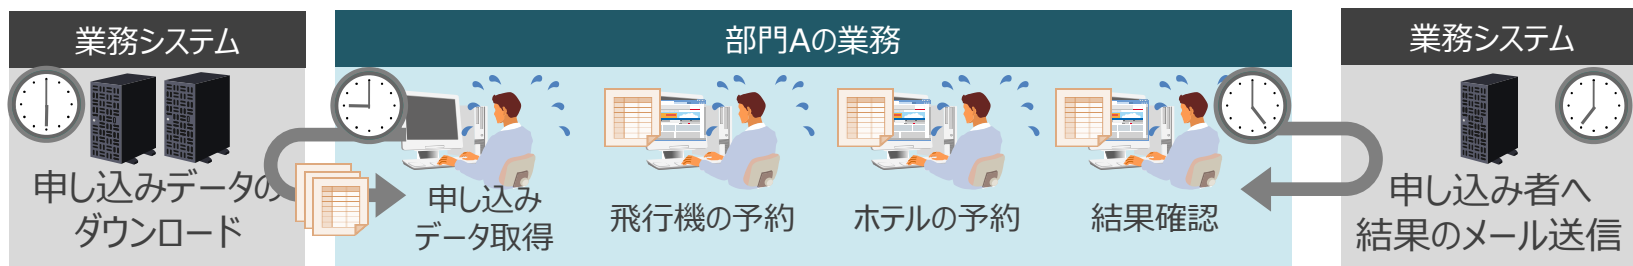 業務システム
申し込みデータの
ダウンロード
部門Aの業務
申し込み
データ取得
飛行機の予約
ホテルの予約
結果確認
業務システム
申し込み者へ
結果のメール送信